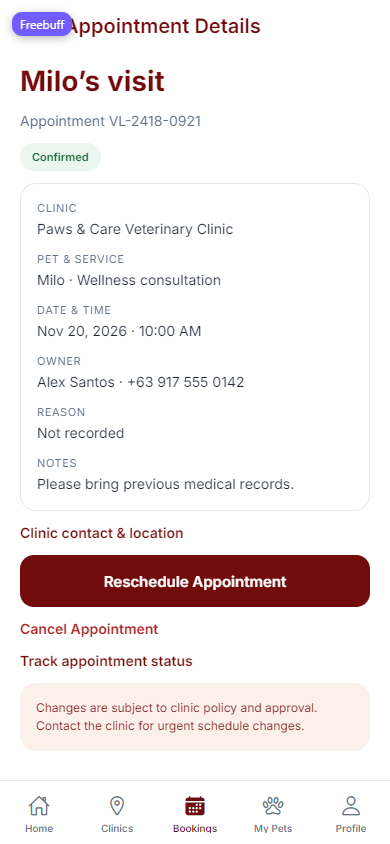 Freebuff
Appointment Details
Milo’s visit
Appointment VL-2418-0921
Confirmed
CLINIC
Paws & Care Veterinary Clinic
PET & SERVICE
Milo · Wellness consultation
DATE & TIME
Nov 20, 2026 · 10:00 AM
OWNER
Alex Santos · +63 917 555 0142
REASON
Not recorded
NOTES
Please bring previous medical records.
Clinic contact & location
Reschedule Appointment
Cancel Appointment
Track appointment status
Changes are subject to clinic policy and approval.
Contact the clinic for urgent schedule changes.
Home Clinics Bookings My Pets Profile